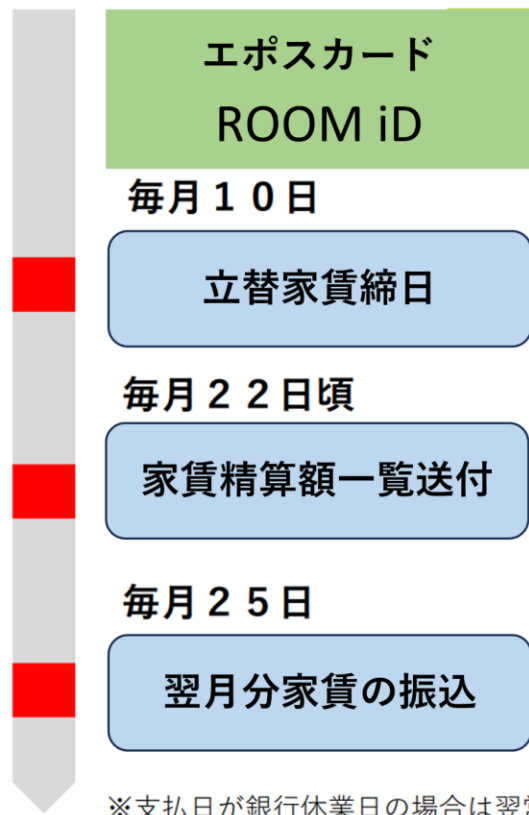 エポスカード
ROOM iD
毎月１０日
立替家賃締日
毎月２２日頃
家賃精算額一覧送付
毎月２５日
翌月分家賃の振込
※支払日が銀行休業日の場合は翌